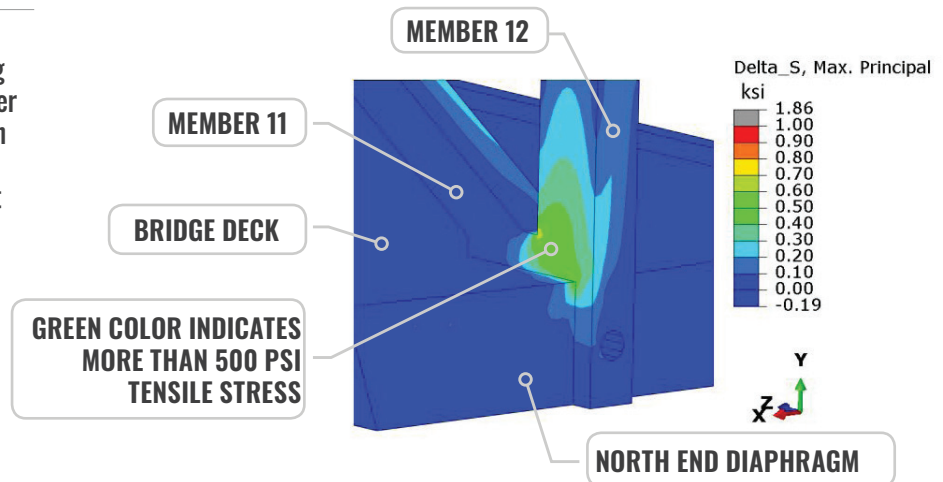 MEMBER 12
MEMBER 11
BRIDGE DECK
GREEN COLOR INDICATES
MORE THAN 500 PSI
TENSILE STRESS
NORTH END DIAPHRAGM
Delta_S, Max. Principal
ksi
1.86
1.00
0.90
0.80
0.70
0.60
0.50
0.40
0.30
0.20
0.10
0.00
-0.19
Y
Z
X